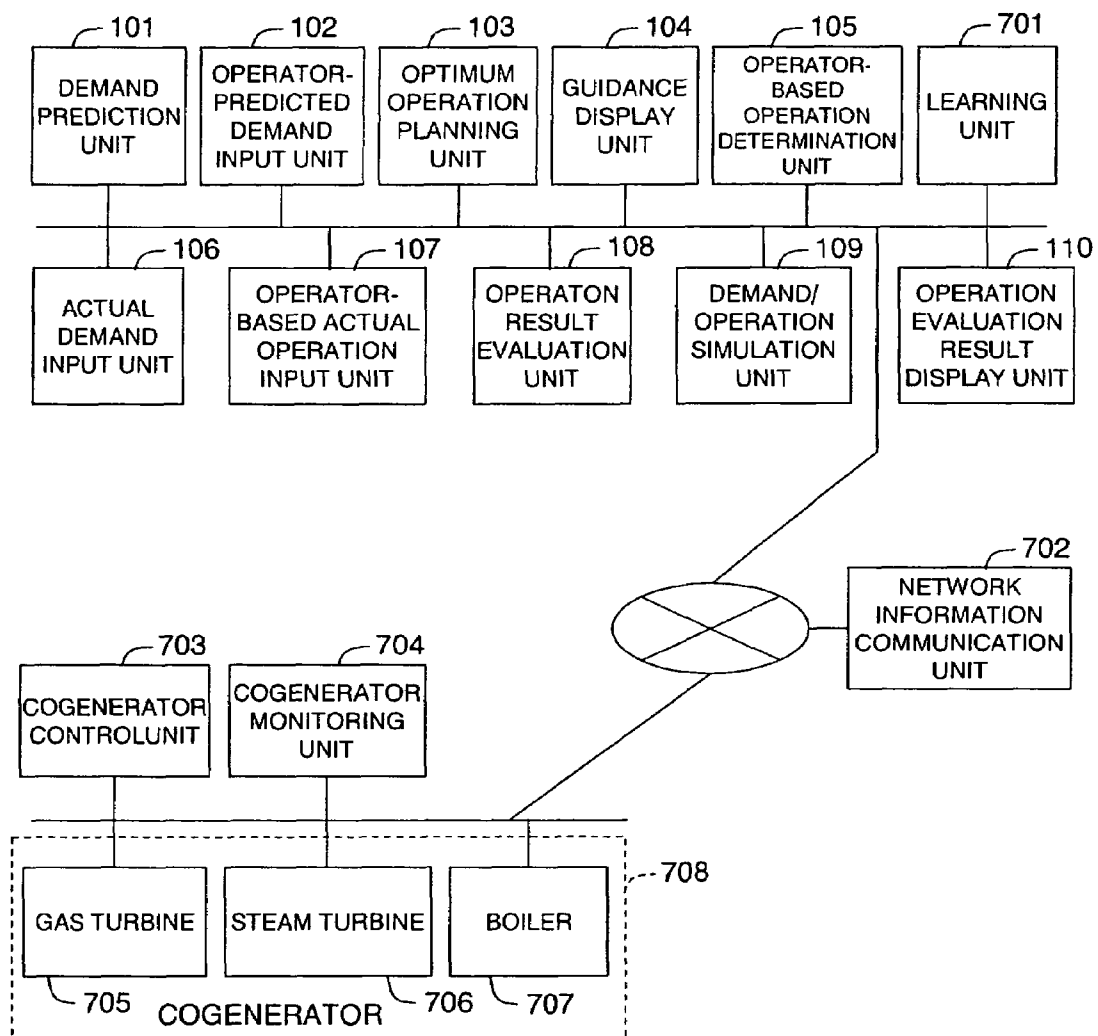 101
102
103
104
105
701
DEMAND
PREDICTION
UNIT
OPERATOR-
PREDICTED
DEMAND
INPUT UNIT
OPTIMUM
OPERATION
PLANNING
UNIT
GUIDANCE
DISPLAY
UNIT
OPERATOR-
BASED
OPERATION
DETERMINATION
UNIT
LEARNING
UNIT
106
107
108
109
110
ACTUAL
DEMAND
INPUT UNIT
OPERATOR-
BASED ACTUAL
OPERATION
INPUT UNIT
OPERATON
RESULT
EVALUATION
UNIT
DEMAND/
OPERATION
SIMULATION
UNIT
OPERATION
EVALUATION
RESULT
DISPLAY UNIT
702
NETWORK
INFORMATION
COMMUNICATION
UNIT
703
704
COGENERATOR
CONTROLUNIT
COGENERATOR
MONITORING
UNIT
708
GAS TURBINE
STEAM TURBINE
BOILER
705
706
707
COGENERATOR